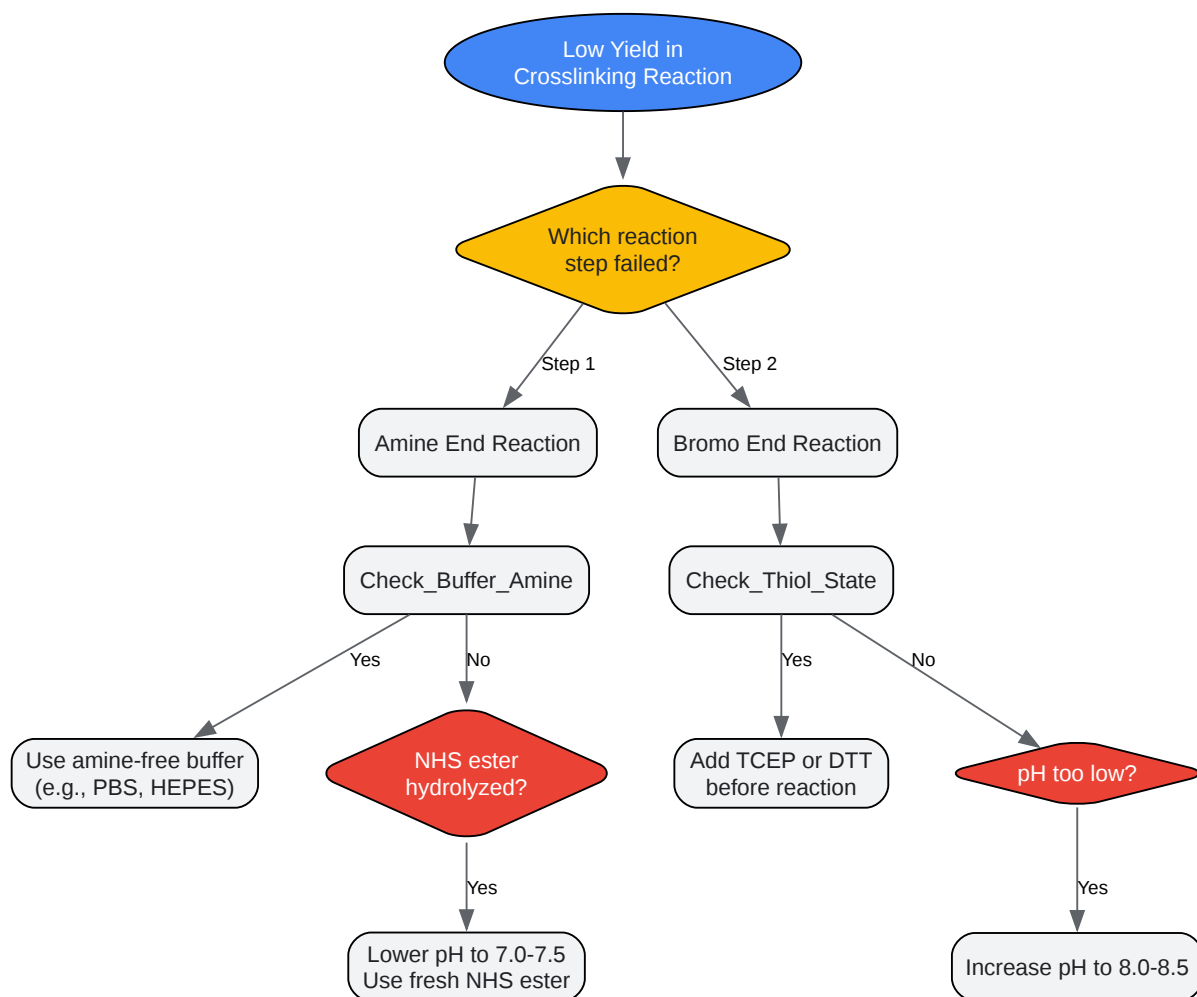 Low Yield in
Crosslinking Reaction
Which reaction
step failed?
Step 1
Step 2
Amine End Reaction
Bromo End Reaction
Check_Buffer_Amine
Check_Thiol_State
Yes
No
Yes
No
Use amine-free buffer
(e.g., PBS, HEPES)
NHS ester
hydrolyzed?
Add TCEP or DTT
before reaction
pH too low?
Yes
Yes
Lower pH to 7.0-7.5
Use fresh NHS ester
Increase pH to 8.0-8.5